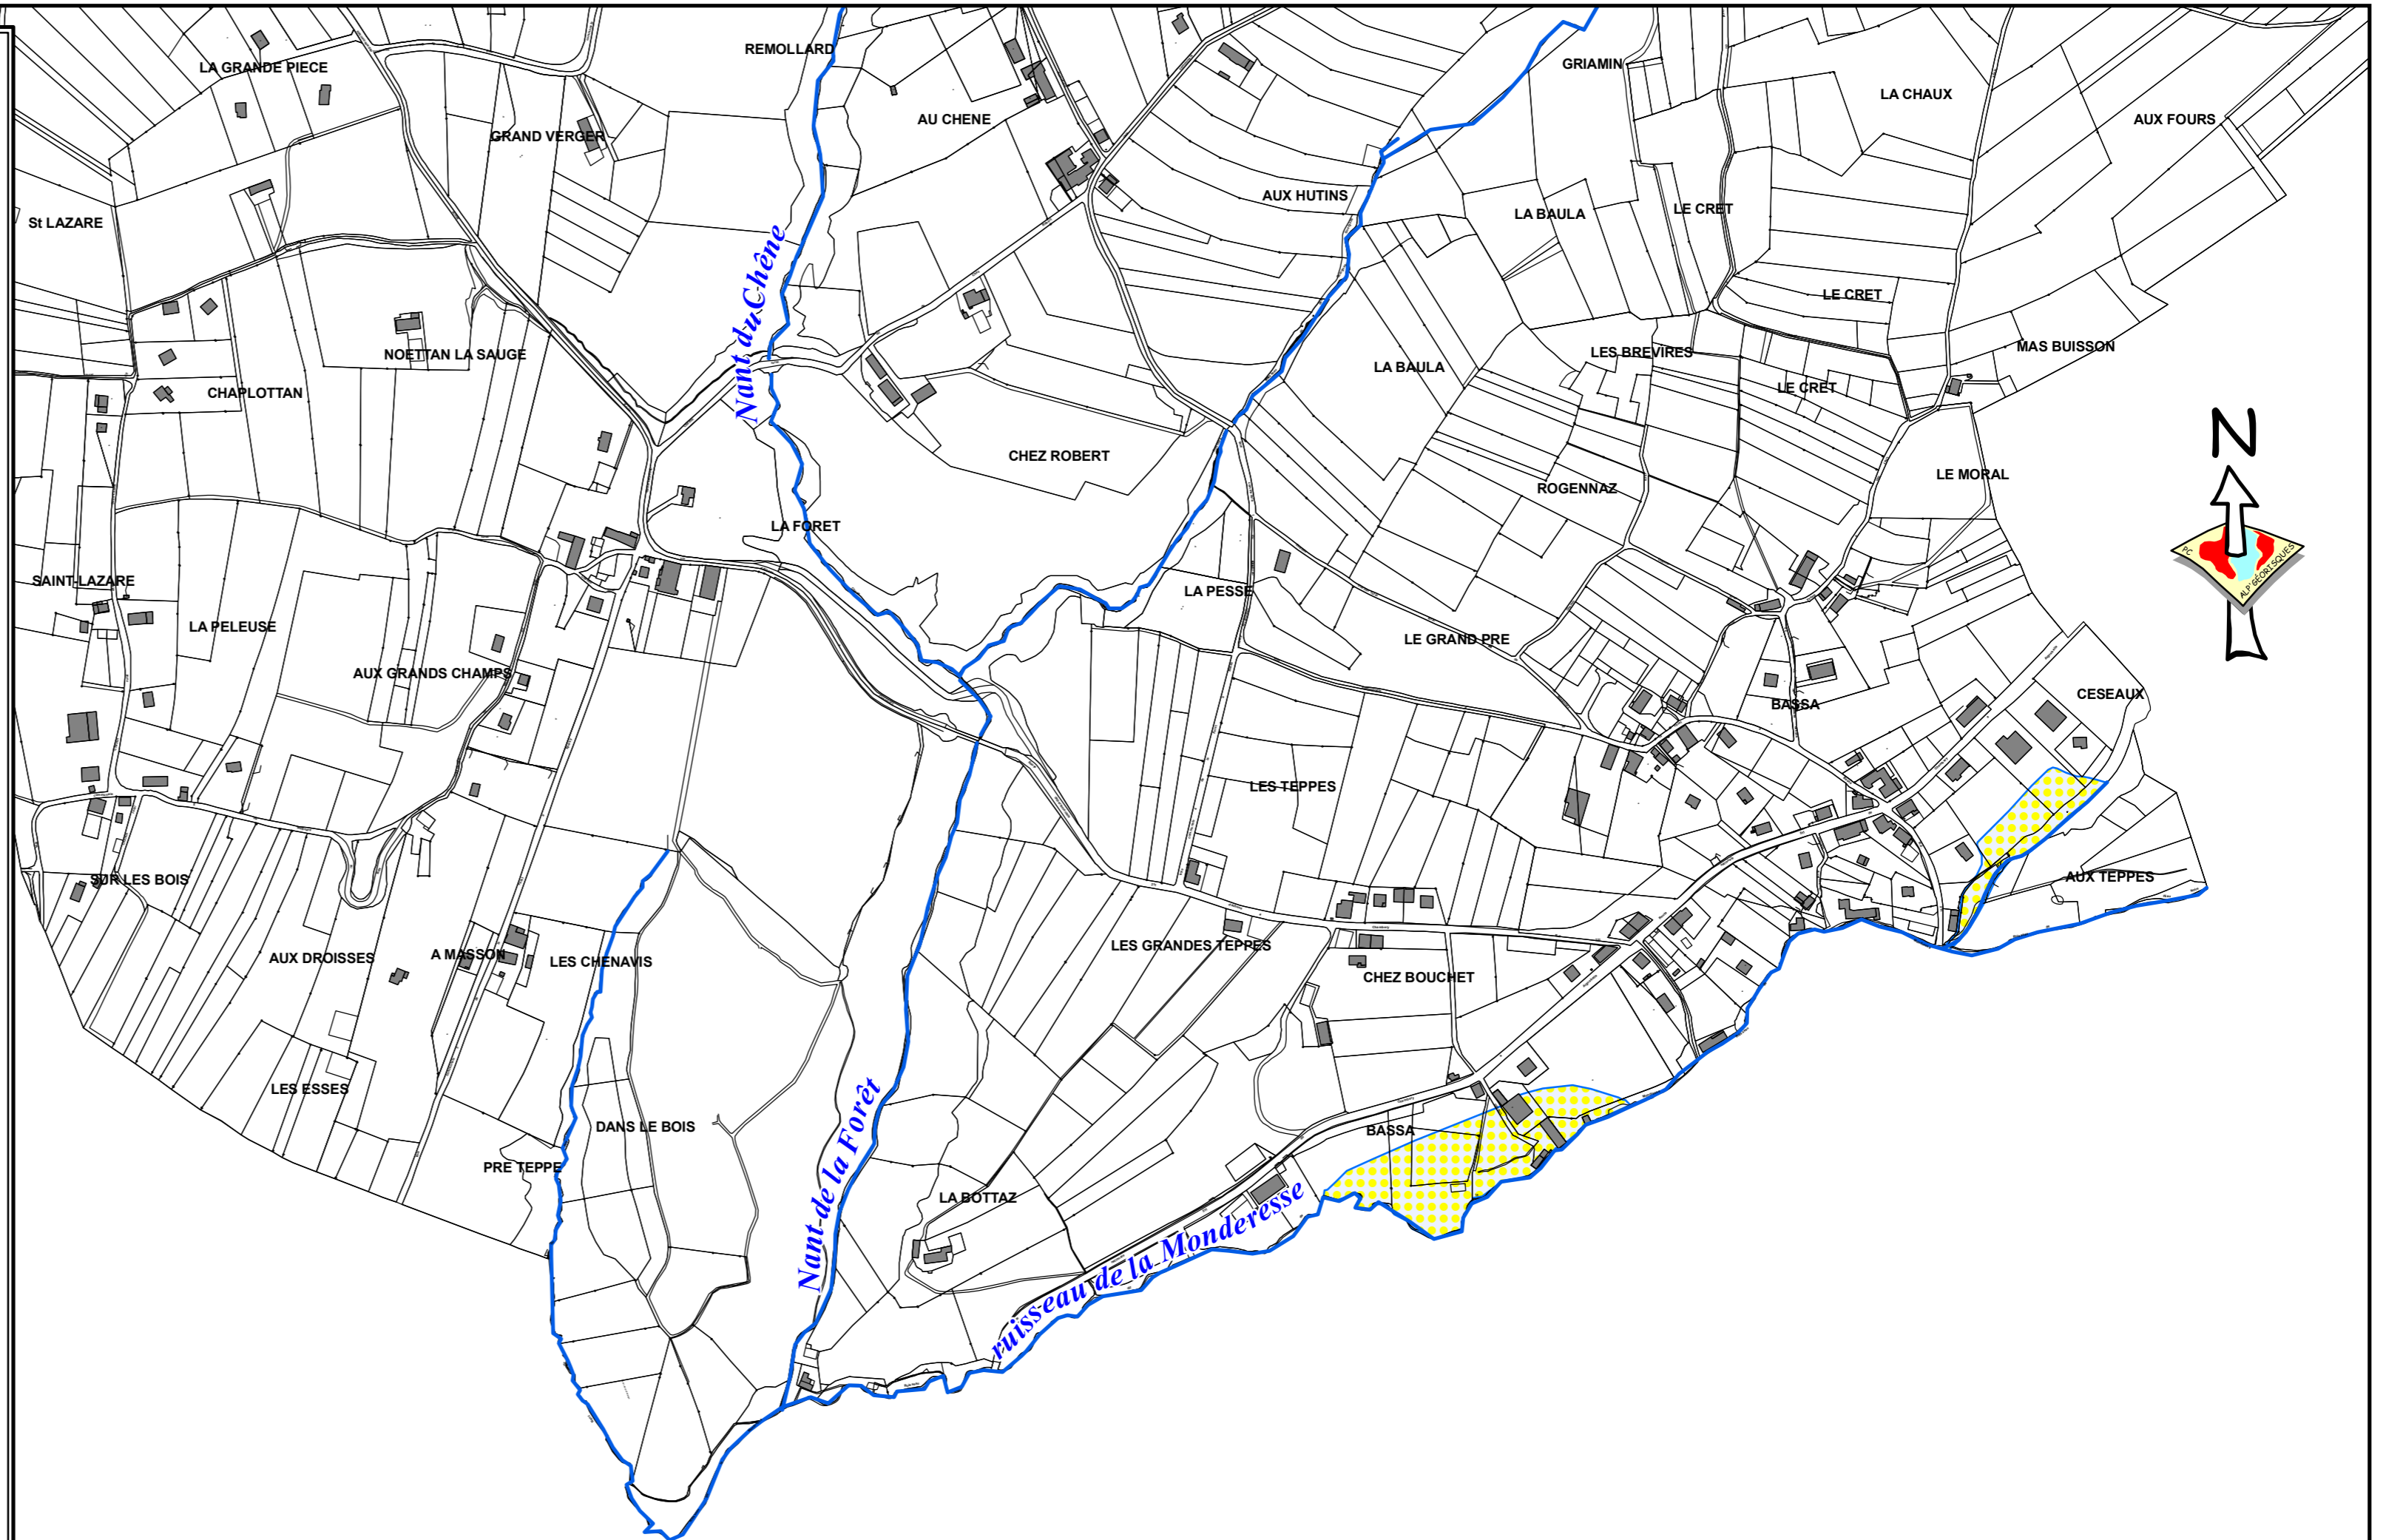 REMOLLARD
LA GRANDE PIECE
GRIAMIN
LA CHAUX
AU CHENE
AUX FOURS
GRAND VERGER
AUX HUTINS
LA BAULA
LE CRET
St LAZARE
Nant du Chêne
LE CRET
MAS BUISSON
NOETTAN LA SAUGE
LES BREVIRES
LA BAULA
LE CRET
CHAPLOTTAN
N
CHEZ ROBERT
LE MORAL
ROGENNAZ
LA FORET
PC
ALP'GÉORISQUES
SAINT-LAZARE
LA PESSE
LA PELEUSE
LE GRAND PRE
AUX GRANDS CHAMPS
CESEAUX
BASSA
LES TEPPES
SUR LES BOIS
AUX TEPPES
LES GRANDES TEPPES
AUX DROISSES
A MASSON
LES CHENAVIS
CHEZ BOUCHET
LES ESSES
DANS LE BOIS
BASSA
PRE TEPPE
Nant de la Forêt
LA BOTTAZ
ruisseau de la Monderesse